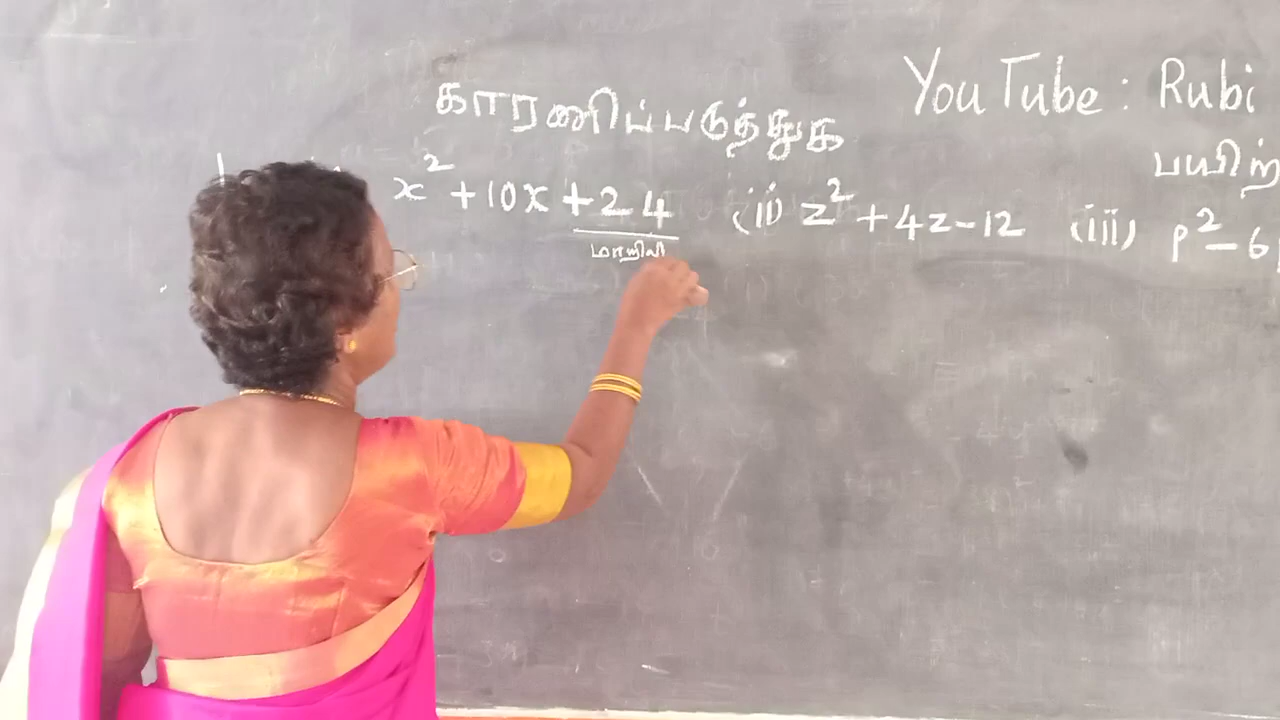 YouTube: Rubi
காரணிப்படுத்துக
x² + 10x + 24 (ii) z² + 4z - 12 (iii) p² - 6
மாறிலி